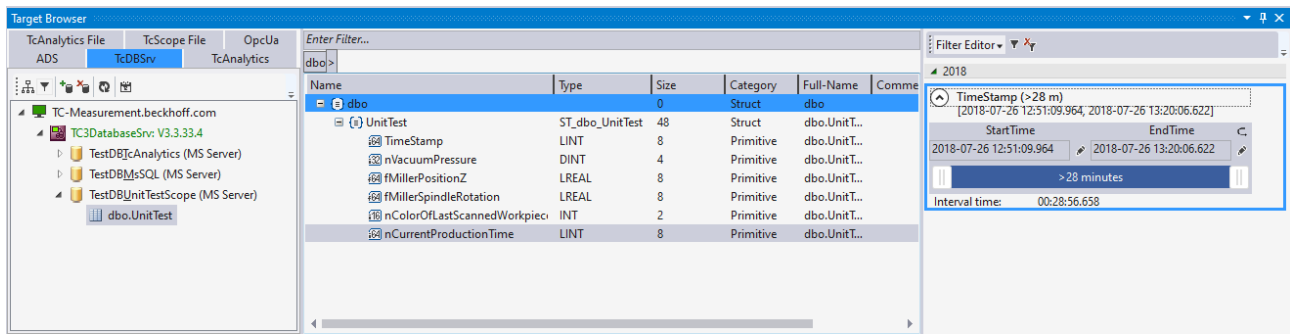 Target Browser
TcAnalytics File TcScope File OpcUa
ADS TcDBSrv TcAnalytics
TC-Measurement.beckhoff.com
TC3DatabaseSrv: V3.3.33.4
TestDBTcAnalytics (MS Server)
TestDBMsSQL (MS Server)
TestDBUnitTestScope (MS Server)
dbo.UnitTest
Enter Filter...
dbo >
Name Type Size Category Full-Name Comme
dbo 0 Struct dbo
UnitTest ST_dbo_UnitTest 48 Struct dbo.UnitT...
TimeStamp LINT 8 Primitive dbo.UnitT...
nVacuumPressure DINT 4 Primitive dbo.UnitT...
fMillerPositionZ LREAL 8 Primitive dbo.UnitT...
fMillerSpindleRotation LREAL 8 Primitive dbo.UnitT...
nColorOfLastScannedWorkpiec INT 2 Primitive dbo.UnitT...
nCurrentProductionTime LINT 8 Primitive dbo.UnitT...
Filter Editor
2018
TimeStamp (>28 m)
[2018-07-26 12:51:09.964, 2018-07-26 13:20:06.622]
StartTime EndTime
2018-07-26 12:51:09.964 2018-07-26 13:20:06.622
>28 minutes
Interval time: 00:28:56.658